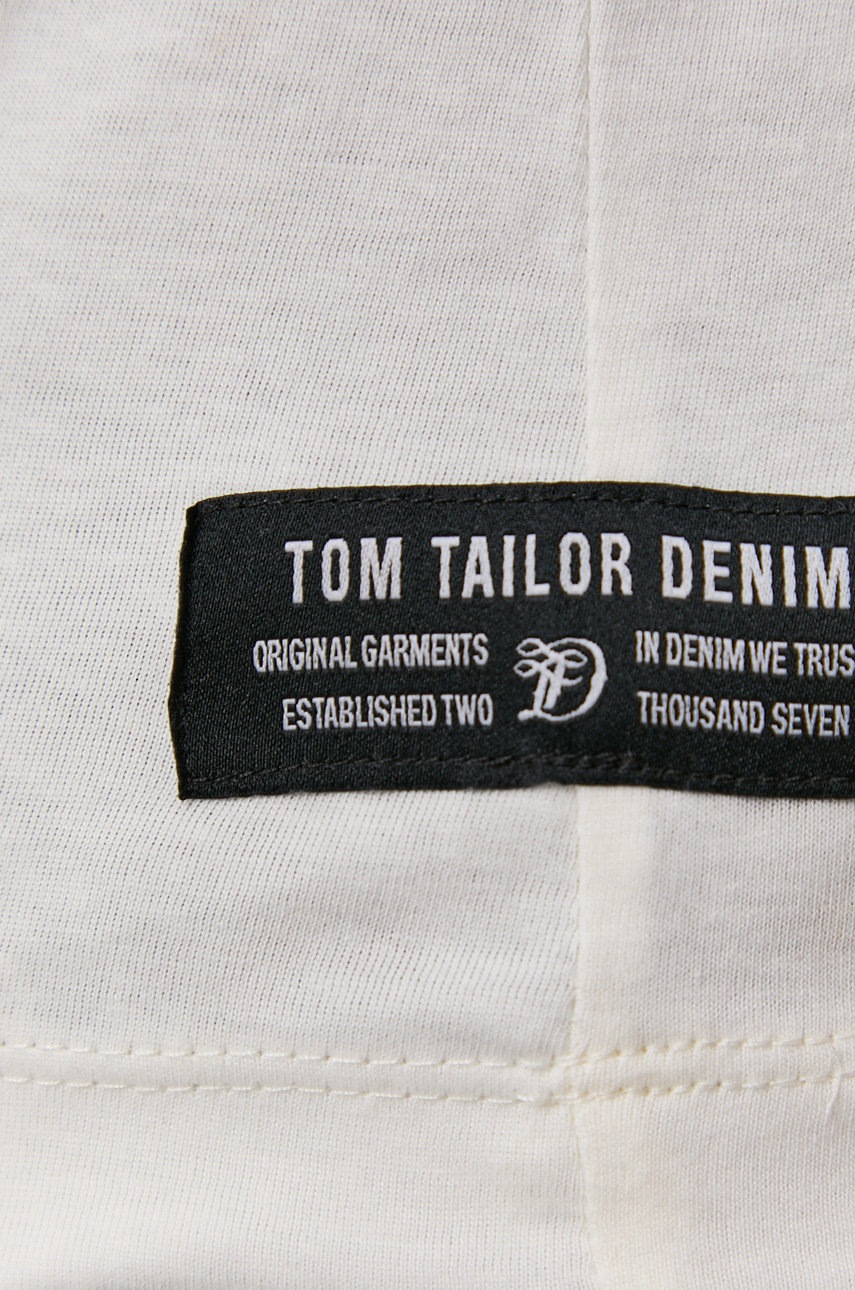 TOM TAILOR DENIM
ORIGINAL GARMENTS IN DENIM WE TRUS
ESTABLISHED TWO THOUSAND SEVEN